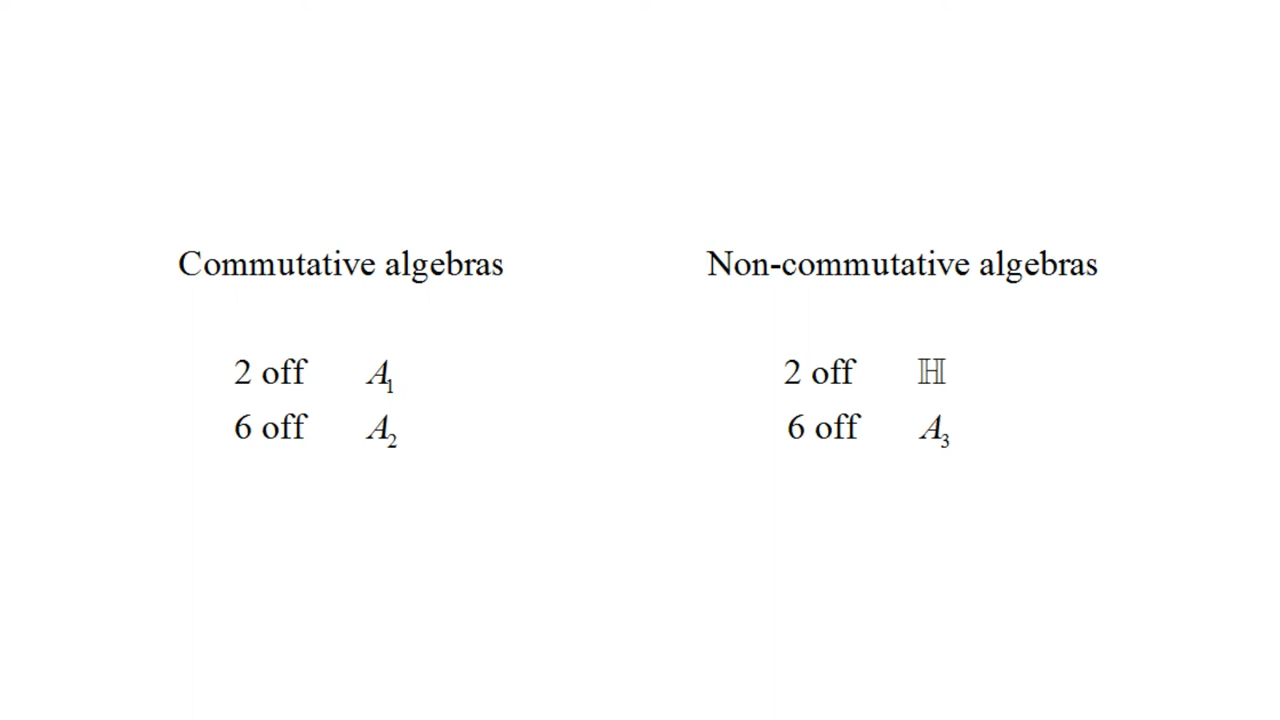 Commutative algebras Non-commutative algebras
2 off A₁ 2 off ℍ
6 off A₂ 6 off A₃